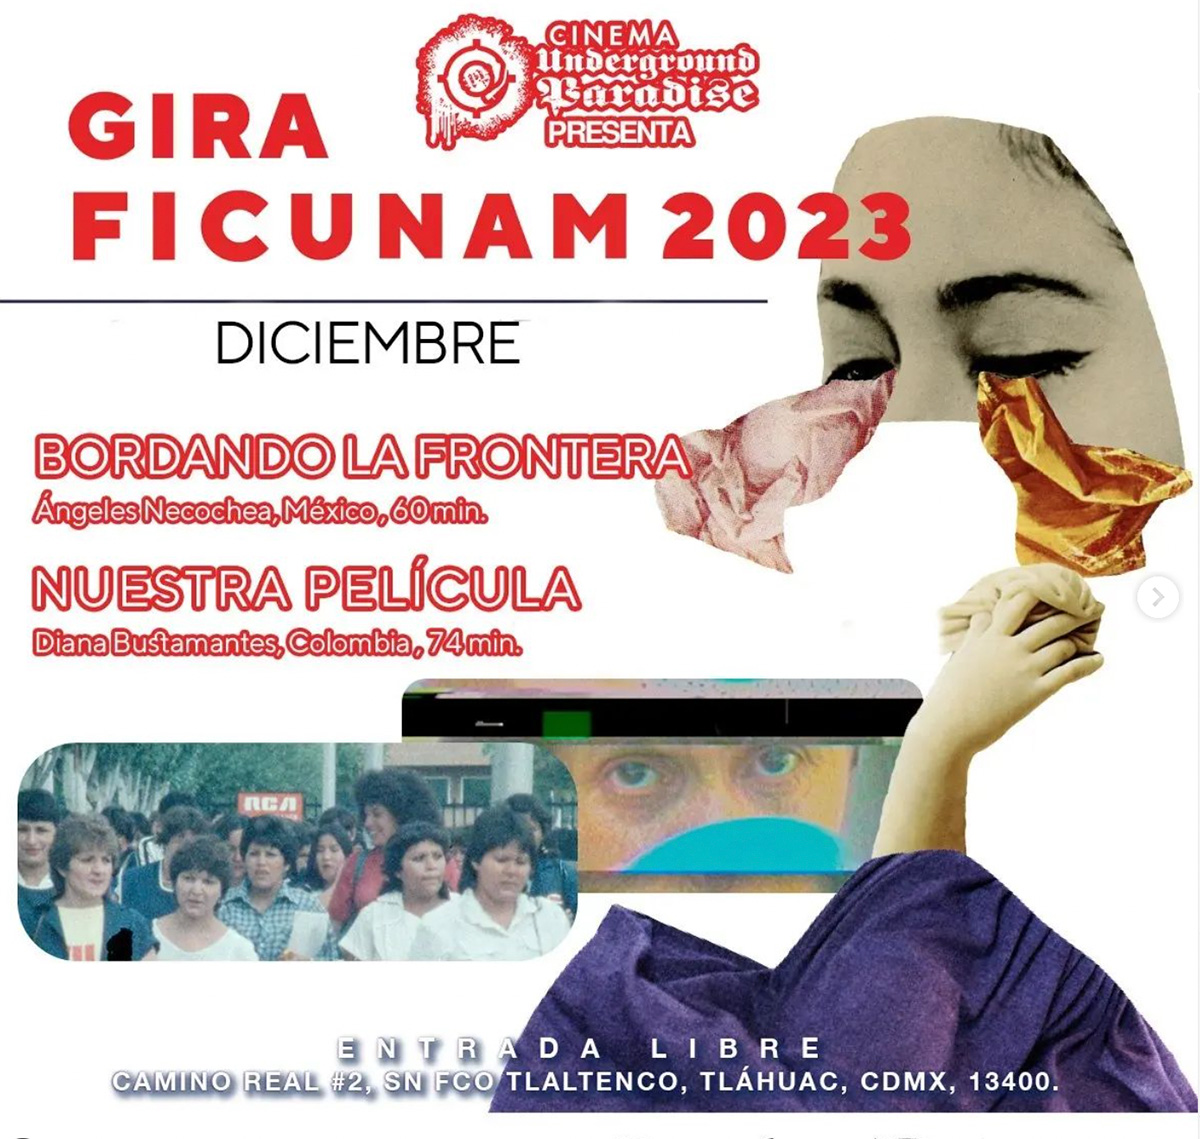 CINEMA
Underground
Paradise
PRESENTA
GIRA
FICUNAM 2023
DICIEMBRE
BORDANDO LA FRONTERA
Ángeles Necochea, México, 60 min.
NUESTRA PELÍCULA
Diana Bustamantes, Colombia, 74 min.
RCA
ENTRADA LIBRE
CAMINO REAL #2, SN FCO TLALTENCO, TLÁHUAC, CDMX, 13400.